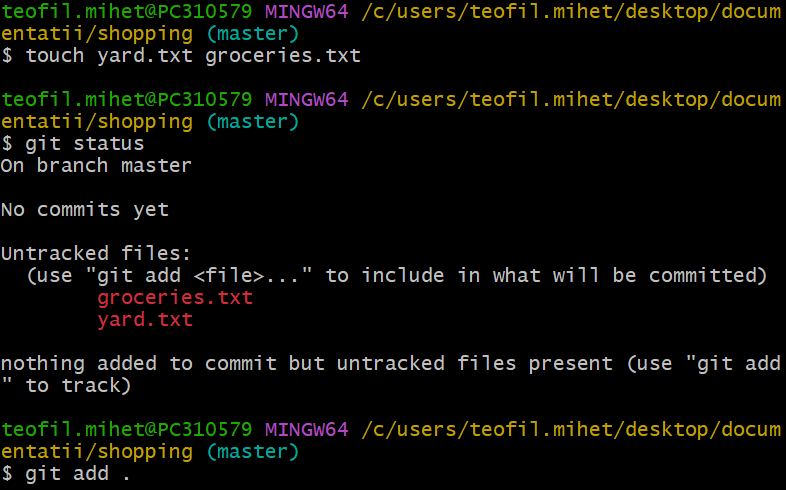 teofil.mihet@PC310579 MINGW64 /c/users/teofil.mihet/desktop/docum
entatii/shopping (master)
$ touch yard.txt groceries.txt
teofil.mihet@PC310579 MINGW64 /c/users/teofil.mihet/desktop/docum
entatii/shopping (master)
$ git status
On branch master
No commits yet
Untracked files:
  (use "git add <file>..." to include in what will be committed)
        groceries.txt
        yard.txt
nothing added to commit but untracked files present (use "git add
" to track)
teofil.mihet@PC310579 MINGW64 /c/users/teofil.mihet/desktop/docum
entatii/shopping (master)
$ git add .